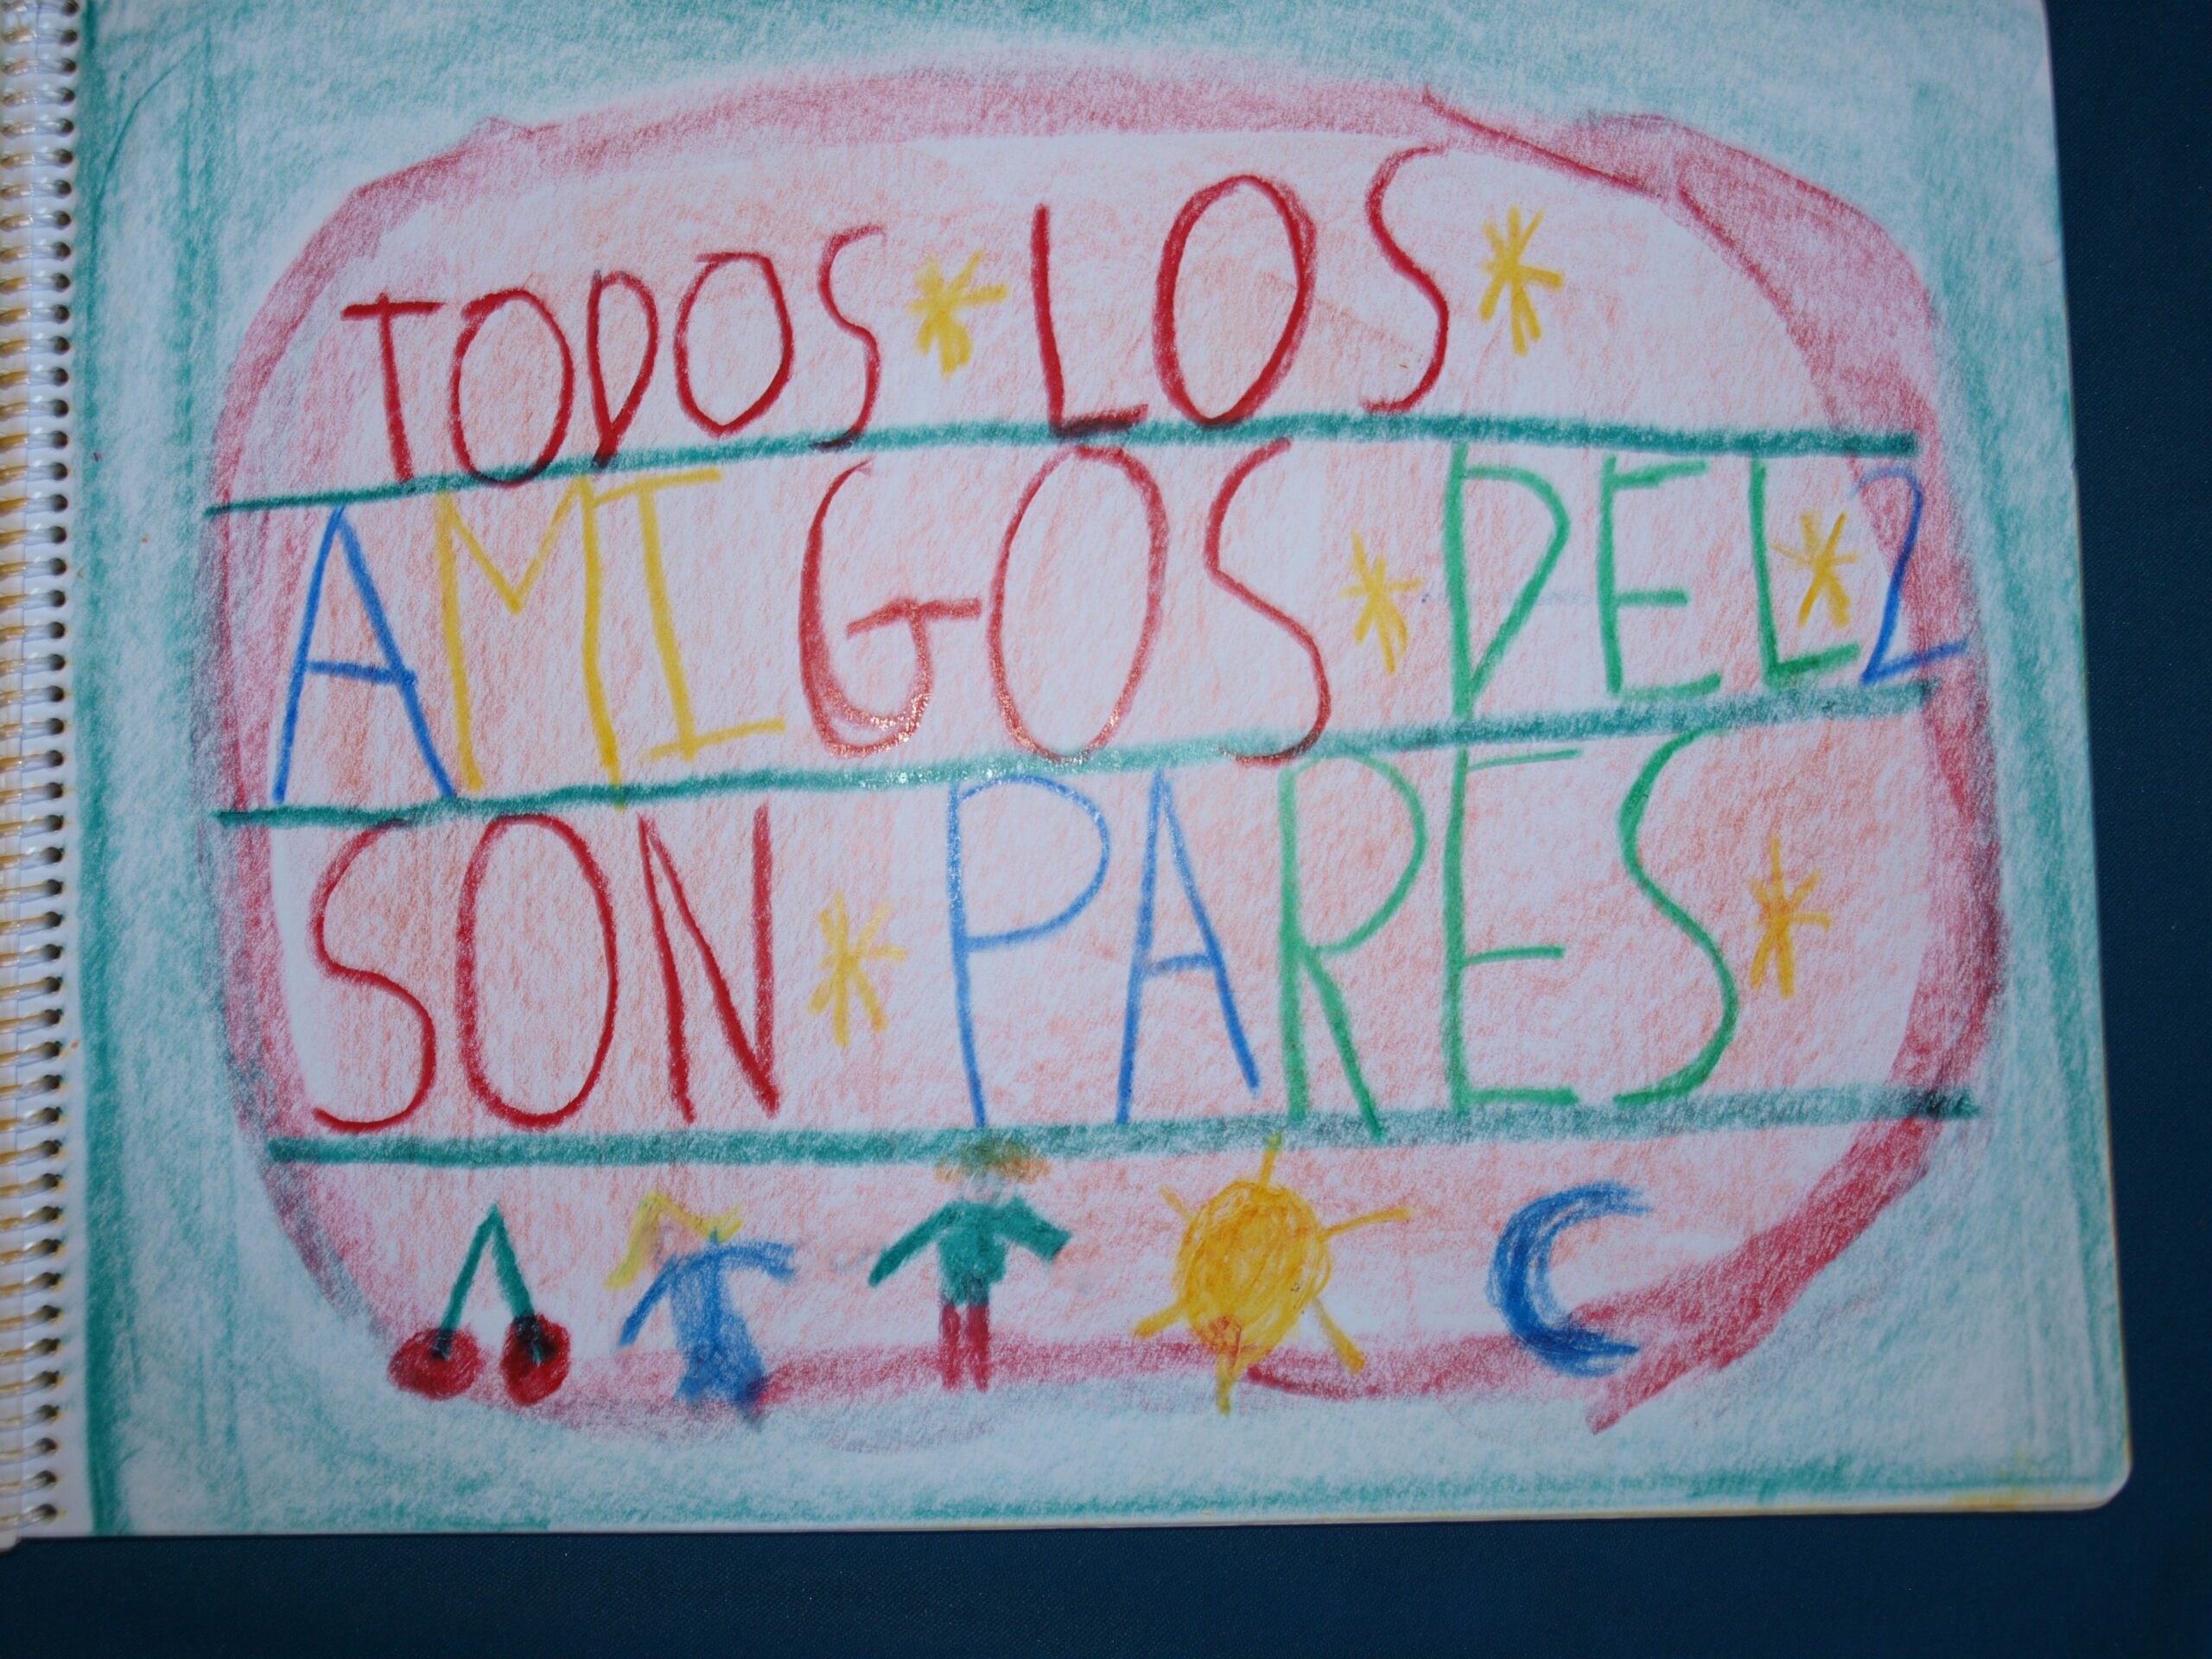 TODOS * LOS *
AMIGOS * DEL * 2
SON * PARES *